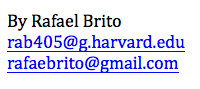 By Rafael Brito
rab405@g.harvard.edu
rafaebrito@gmail.com